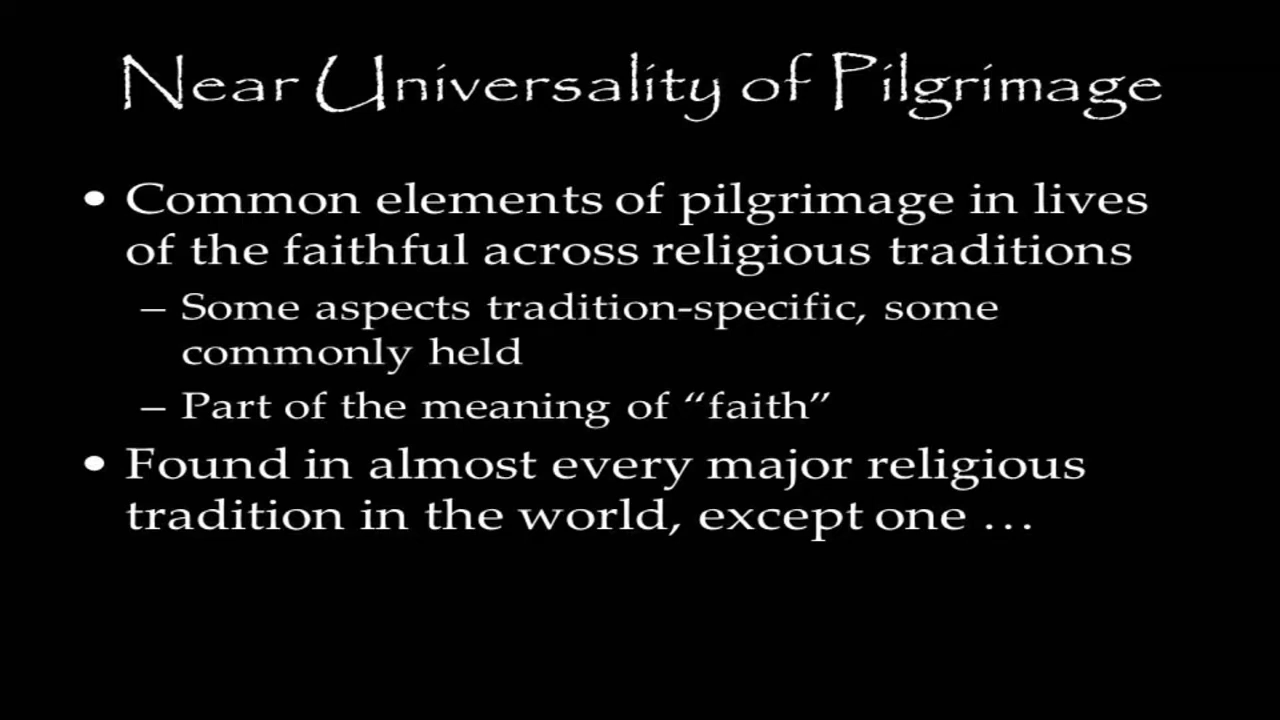 Near Universality of Pilgrimage
• Common elements of pilgrimage in lives
of the faithful across religious traditions
– Some aspects tradition-specific, some
commonly held
– Part of the meaning of “faith”
• Found in almost every major religious
tradition in the world, except one …